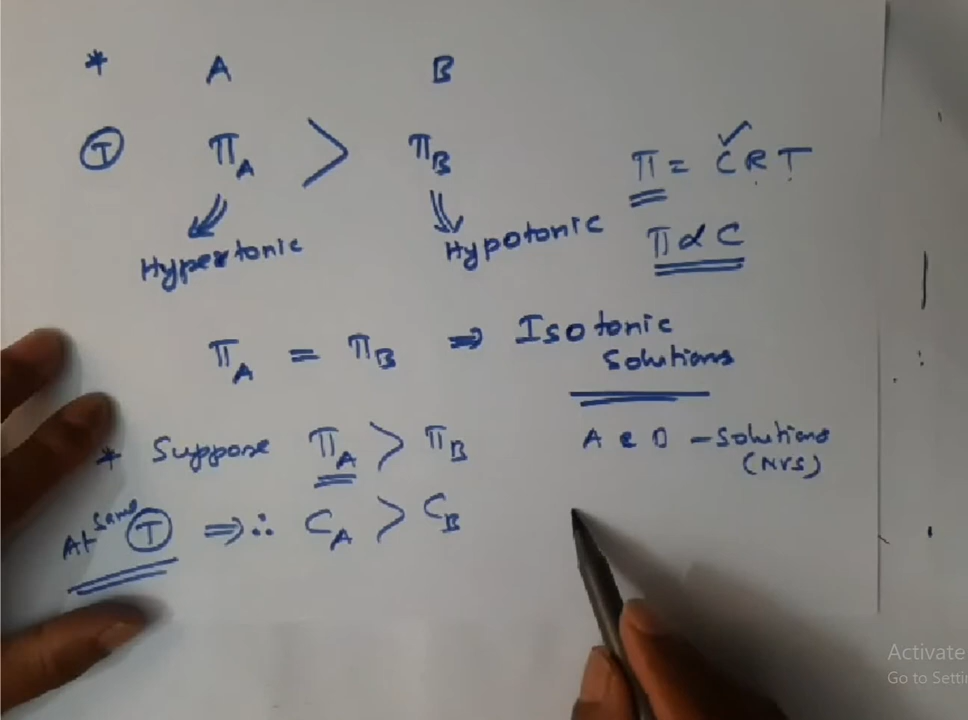 * A B
Ⓣ π_A > π_B
π = C R T
Hypertonic Hypotonic
π ∝ C
π_A = π_B ⇒ Isotonic
Solutions
* Suppose π_A > π_B
A & B - Solutions
(NVS)
At same Ⓣ ⇒ ∴ C_A > C_B
Activate
Go to Setti